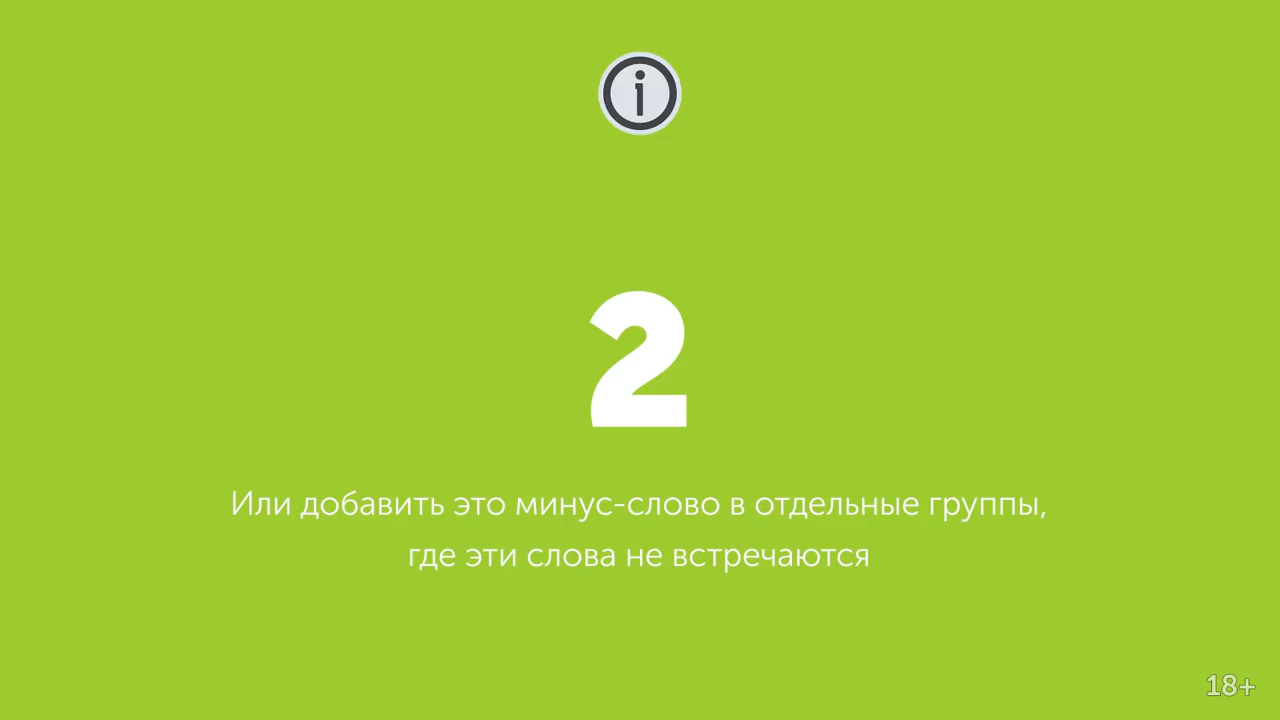 i
2
Или добавить это минус-слово в отдельные группы,
где эти слова не встречаются
18+